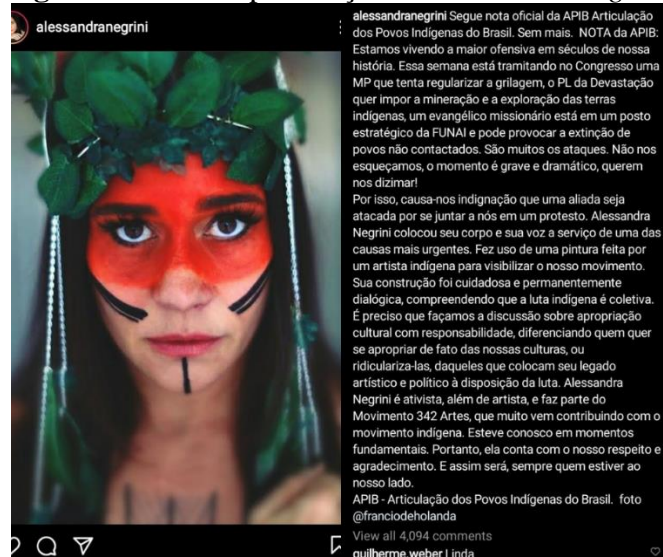 alessandranegrini
alessandranegrini Segue nota oficial da APIB Articulação
dos Povos Indígenas do Brasil. Sem mais. NOTA da APIB:
Estamos vivendo a maior ofensiva em séculos de nossa
história. Essa semana está tramitando no Congresso uma
MP que tenta regularizar a grilagem, o PL da Devastação
quer impor a mineração e a exploração das terras
indígenas, um evangélico missionário está em um posto
estratégico da FUNAI e pode provocar a extinção de
povos não contactados. São muitos os ataques. Não nos
esqueçamos, o momento é grave e dramático, querem
nos dizimar!
Por isso, causa-nos indignação que uma aliada seja
atacada por se juntar a nós em um protesto. Alessandra
Negrini colocou seu corpo e sua voz a serviço de uma das
causas mais urgentes. Fez uso de uma pintura feita por
um artista indígena para visibilizar o nosso movimento.
Sua construção foi cuidadosa e permanentemente
dialógica, compreendendo que a luta indígena é coletiva.
É preciso que façamos a discussão sobre apropriação
cultural com responsabilidade, diferenciando quem quer
se apropriar de fato das nossas culturas, ou
ridiculariza-las, daqueles que colocam seu legado
artístico e político à disposição da luta. Alessandra
Negrini é ativista, além de artista, e faz parte do
Movimento 342 Artes, que muito vem contribuindo com o
movimento indígena. Esteve conosco em momentos
fundamentais. Portanto, ela conta com o nosso respeito e
agradecimento. E assim será, sempre quem estiver ao
nosso lado.
APIB - Articulação dos Povos Indígenas do Brasil. foto
@franciodeholanda
View all 4,094 comments
guilherme.weber Linda